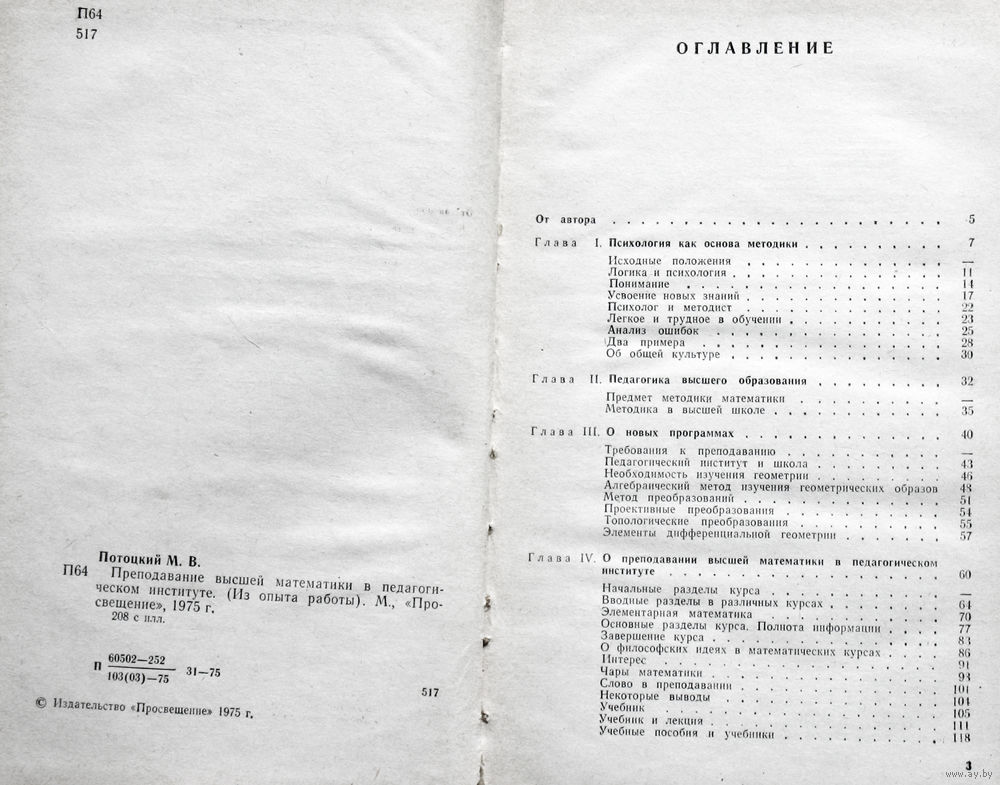 П64
517
Потоцкий М. В.
П64 Преподавание высшей математики в педагоги-
ческом институте. (Из опыта работы). М., «Про-
свещение», 1975 г.
208 с илл.
П 60502—252
103(03)—75 31—75
517
© Издательство «Просвещение» 1975 г.
ОГЛАВЛЕНИЕ
От автора . . . 5
Глава I. Психология как основа методики . . . 7
Исходные положения . . . —
Логика и психология . . . 11
Понимание . . . 14
Усвоение новых знаний . . . 17
Психолог и методист . . . 22
Легкое и трудное в обучении . . . 23
Анализ ошибок . . . 25
Два примера . . . 28
Об общей культуре . . . 30
Глава II. Педагогика высшего образования . . . 32
Предмет методики математики . . . —
Методика в высшей школе . . . 35
Глава III. О новых программах . . . 40
Требования к преподаванию . . . —
Педагогический институт и школа . . . 43
Необходимость изучения геометрии . . . 46
Алгебраический метод изучения геометрических образов 48
Метод преобразований . . . 51
Проективные преобразования . . . 54
Топологические преобразования . . . 55
Элементы дифференциальной геометрии . . . 57
Глава IV. О преподавании высшей математики в педагогическом
институте . . . 60
Начальные разделы курса . . . —
Вводные разделы в различных курсах . . . 64
Элементарная математика . . . 70
Основные разделы курса. Полнота информации . . . 77
Завершение курса . . . 83
О философских идеях в математических курсах . . . 86
Интерес . . . 91
Чары математики . . . 93
Слово в преподавании . . . 101
Некоторые выводы . . . 104
Учебник . . . 105
Учебник и лекция . . . 111
Учебные пособия и учебники . . . 118
3
www.ay.by